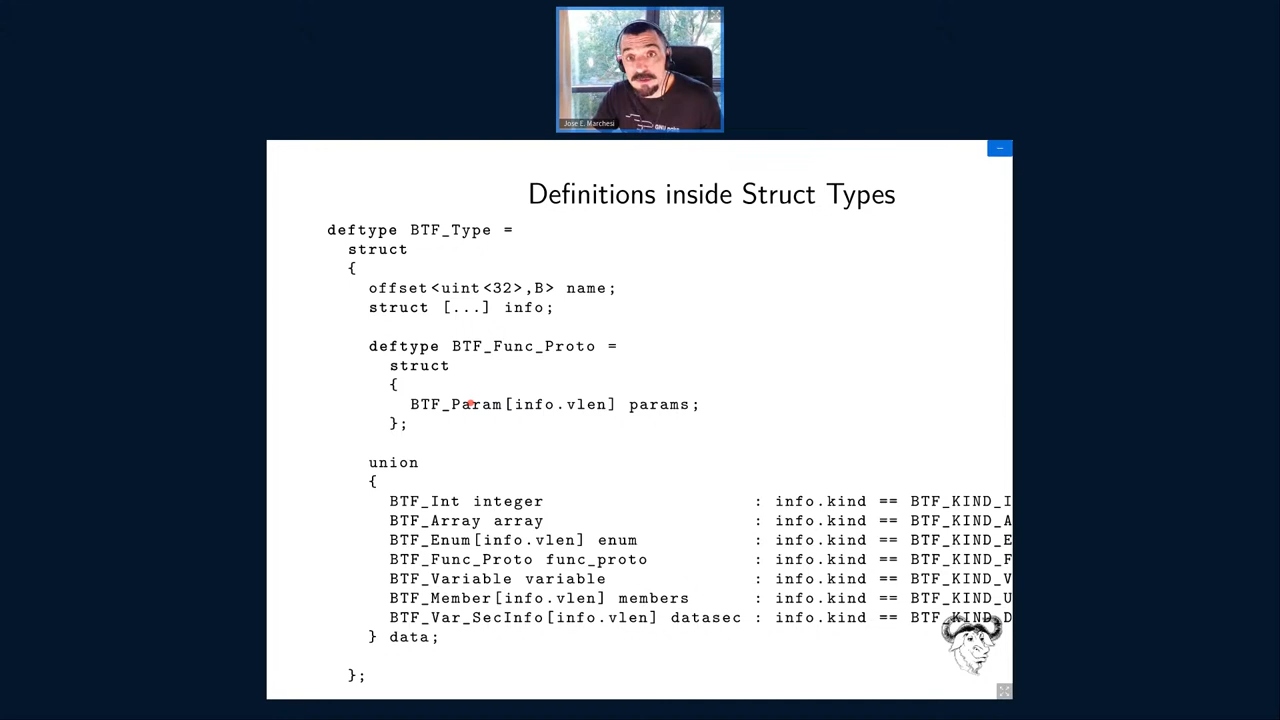 Jose E. Marchesi
GNU poke
Definitions inside Struct Types
deftype BTF_Type =
struct
{
offset<uint<32>,B> name;
struct [...] info;
deftype BTF_Func_Proto =
struct
{
BTF_Param[info.vlen] params;
};
union
{
BTF_Int integer : info.kind == BTF_KIND_I
BTF_Array array : info.kind == BTF_KIND_A
BTF_Enum[info.vlen] enum : info.kind == BTF_KIND_E
BTF_Func_Proto func_proto : info.kind == BTF_KIND_F
BTF_Variable variable : info.kind == BTF_KIND_V
BTF_Member[info.vlen] members : info.kind == BTF_KIND_U
BTF_Var_SecInfo[info.vlen] datasec : info.kind == BTF_KIND_D
} data;
};